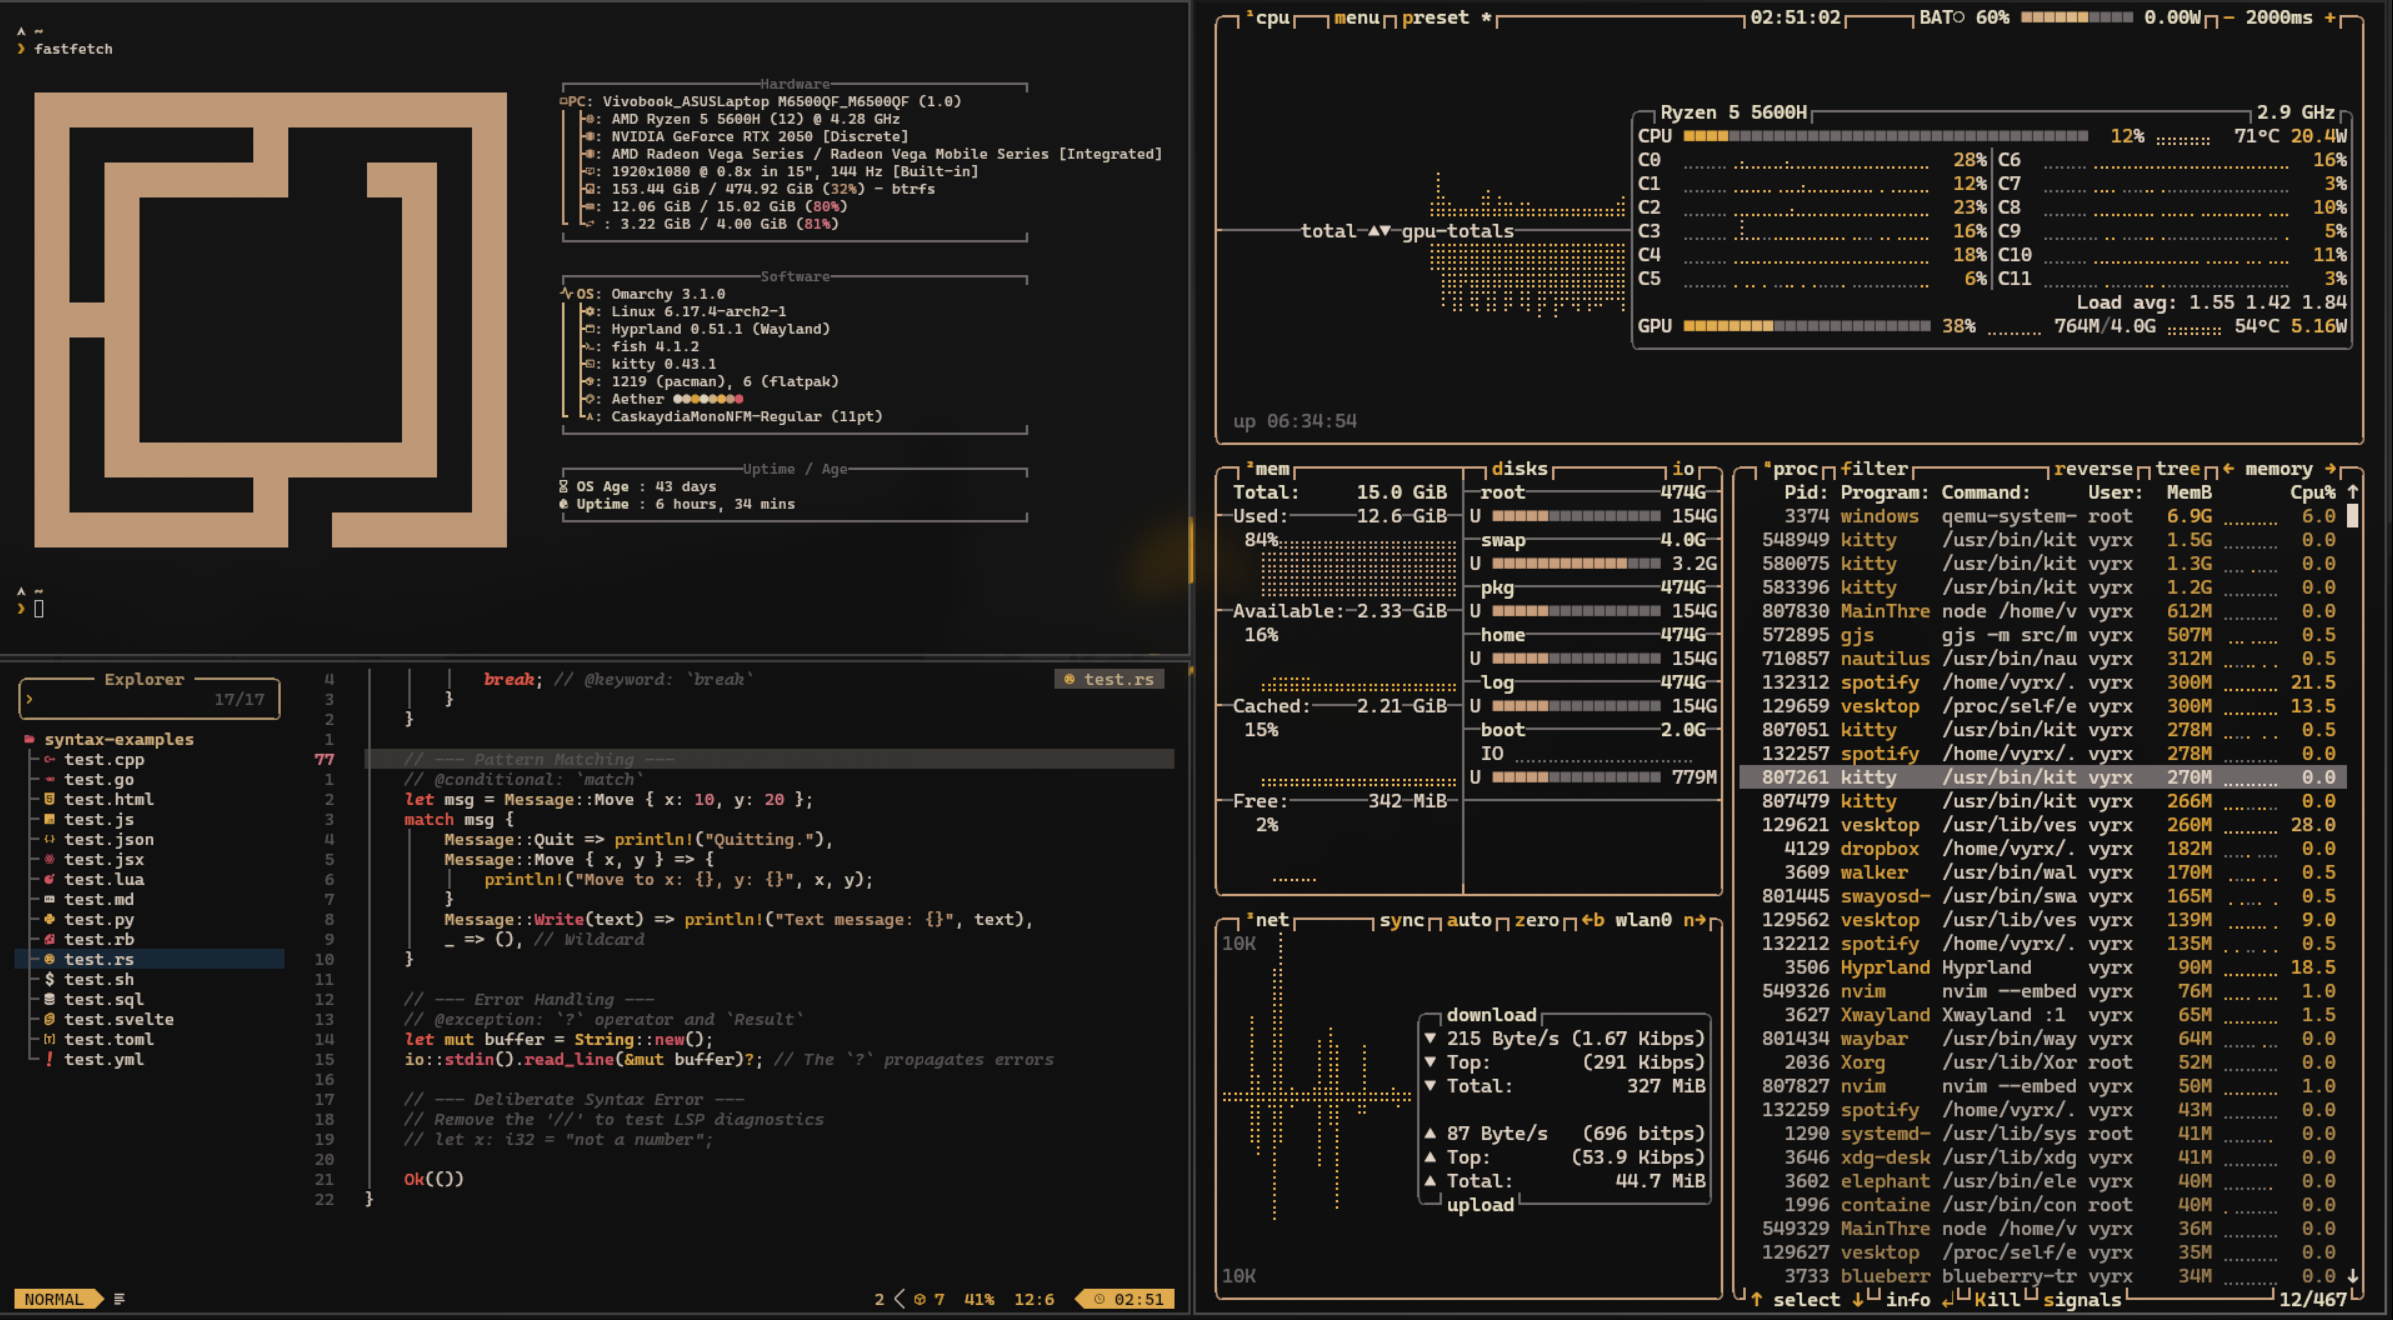 ~
❯ fastfetch
Hardware
PC: Vivobook_ASUSLaptop M6500QF_M6500QF (1.0)
: AMD Ryzen 5 5600H (12) @ 4.28 GHz
: NVIDIA GeForce RTX 2050 [Discrete]
: AMD Radeon Vega Series / Radeon Vega Mobile Series [Integrated]
: 1920x1080 @ 0.8x in 15", 144 Hz [Built-in]
: 153.44 GiB / 474.92 GiB (32%) - btrfs
: 12.06 GiB / 15.02 GiB (80%)
: 3.22 GiB / 4.00 GiB (81%)
Software
OS: Omarchy 3.1.0
: Linux 6.17.4-arch2-1
: Hyprland 0.51.1 (Wayland)
: fish 4.1.2
: kitty 0.43.1
: 1219 (pacman), 6 (flatpak)
: Aether
: CaskaydiaMonoNFM-Regular (11pt)
Uptime / Age
OS Age : 43 days
Uptime : 6 hours, 34 mins
~
❯
Explorer
› 17/17
syntax-examples
test.cpp
test.go
test.html
test.js
test.json
test.jsx
test.lua
test.md
test.py
test.rb
test.rs
test.sh
test.sql
test.svelte
test.toml
test.yml
test.rs
4 break; // @keyword: `break`
3 }
2 }
1
77 // --- Pattern Matching ---
1 // @conditional: `match`
2 let msg = Message::Move { x: 10, y: 20 };
3 match msg {
4 Message::Quit => println!("Quitting."),
5 Message::Move { x, y } => {
6 println!("Move to x: {}, y: {}", x, y);
7 }
8 Message::Write(text) => println!("Text message: {}", text),
9 _ => (), // Wildcard
10 }
11
12 // --- Error Handling ---
13 // @exception: `?` operator and `Result`
14 let mut buffer = String::new();
15 io::stdin().read_line(&mut buffer)?; // The `?` propagates errors
16
17 // --- Deliberate Syntax Error ---
18 // Remove the '//' to test LSP diagnostics
19 // let x: i32 = "not a number";
20
21 Ok(())
22 }
NORMAL 2 7 41% 12:6 02:51
¹cpu menu preset * 02:51:02 BAT 60% 0.00W - 2000ms +
Ryzen 5 5600H 2.9 GHz
CPU 12% 71°C 20.4W
C0 28% C6 16%
C1 12% C7 3%
C2 23% C8 10%
C3 16% C9 5%
C4 18% C10 11%
C5 6% C11 3%
Load avg: 1.55 1.42 1.84
GPU 38% 764M/4.0G 54°C 5.16W
total ▲▼ gpu-totals
up 06:34:54
²mem
Total: 15.0 GiB
Used: 12.6 GiB
84%
Available: 2.33 GiB
16%
Cached: 2.21 GiB
15%
Free: 342 MiB
2%
disks io
root 474G
U 154G
swap 4.0G
U 3.2G
pkg 474G
U 154G
home 474G
U 154G
log 474G
U 154G
boot 2.0G
IO
U 779M
³net sync auto zero ←b wlan0 n→
10K
download
▼ 215 Byte/s (1.67 Kibps)
▼ Top: (291 Kibps)
▼ Total: 327 MiB
▲ 87 Byte/s (696 bitps)
▲ Top: (53.9 Kibps)
▲ Total: 44.7 MiB
upload
10K
⁴proc filter reverse tree ← memory →
Pid: Program: Command: User: MemB Cpu% ↑
3374 windows qemu-system- root 6.9G 6.0
548949 kitty /usr/bin/kit vyrx 1.5G 0.0
580075 kitty /usr/bin/kit vyrx 1.3G 0.0
583396 kitty /usr/bin/kit vyrx 1.2G 0.0
807830 MainThre node /home/v vyrx 612M 0.0
572895 gjs gjs -m src/m vyrx 507M 0.5
710857 nautilus /usr/bin/nau vyrx 312M 0.5
132312 spotify /home/vyrx/. vyrx 300M 21.5
129659 vesktop /proc/self/e vyrx 300M 13.5
807051 kitty /usr/bin/kit vyrx 278M 0.5
132257 spotify /home/vyrx/. vyrx 278M 0.0
807261 kitty /usr/bin/kit vyrx 270M 0.0
807479 kitty /usr/bin/kit vyrx 266M 0.0
129621 vesktop /usr/lib/ves vyrx 260M 28.0
4129 dropbox /home/vyrx/. vyrx 182M 0.0
3609 walker /usr/bin/wal vyrx 170M 0.5
801445 swayosd- /usr/bin/swa vyrx 165M 0.5
129562 vesktop /usr/lib/ves vyrx 139M 9.0
132212 spotify /home/vyrx/. vyrx 135M 0.5
3506 Hyprland Hyprland vyrx 90M 18.5
549326 nvim nvim --embed vyrx 76M 1.0
3627 Xwayland Xwayland :1 vyrx 65M 1.5
801434 waybar /usr/bin/way vyrx 64M 0.0
2036 Xorg /usr/lib/Xor root 52M 0.0
807827 nvim nvim --embed vyrx 50M 1.0
132259 spotify /home/vyrx/. vyrx 43M 0.0
1290 systemd- /usr/lib/sys root 41M 0.0
3646 xdg-desk /usr/lib/xdg vyrx 41M 0.0
3602 elephant /usr/bin/ele vyrx 40M 0.0
1996 containe /usr/bin/con root 40M 0.0
549329 MainThre node /home/v vyrx 36M 0.0
129627 vesktop /proc/self/e vyrx 35M 0.0
3733 blueberr blueberry-tr vyrx 34M 0.0 ↓
↑ select ↓ info ↲ Kill signals 12/467